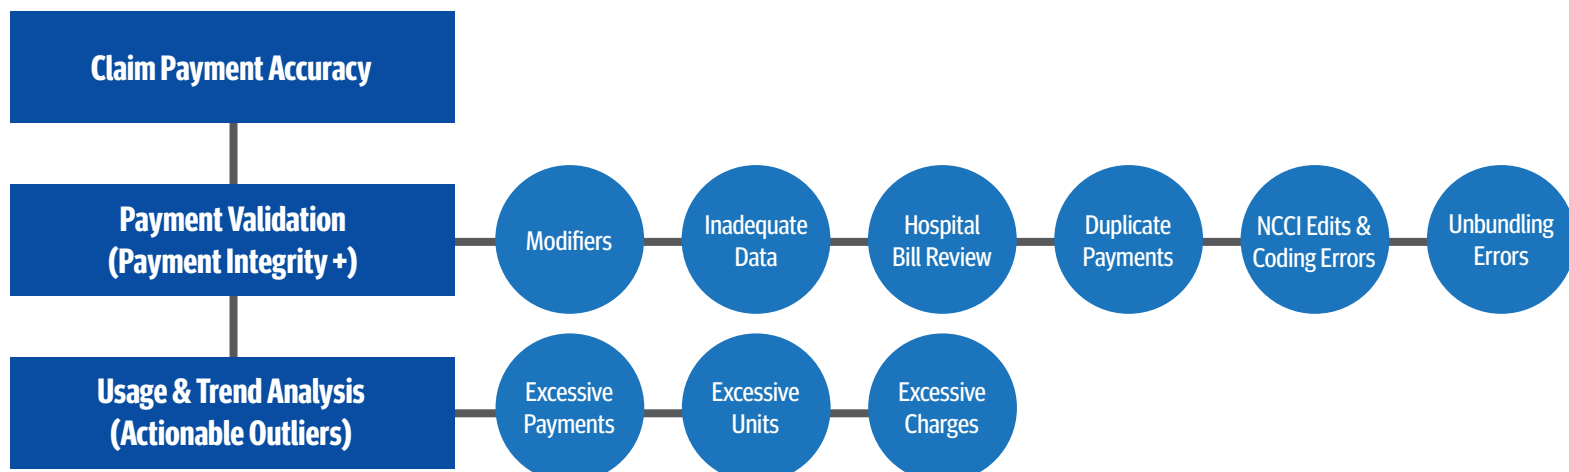 Claim Payment Accuracy
Payment Validation
(Payment Integrity +)
Modifiers
Inadequate
Data
Hospital
Bill Review
Duplicate
Payments
NCCI Edits &
Coding Errors
Unbundling
Errors
Usage & Trend Analysis
(Actionable Outliers)
Excessive
Payments
Excessive
Units
Excessive
Charges